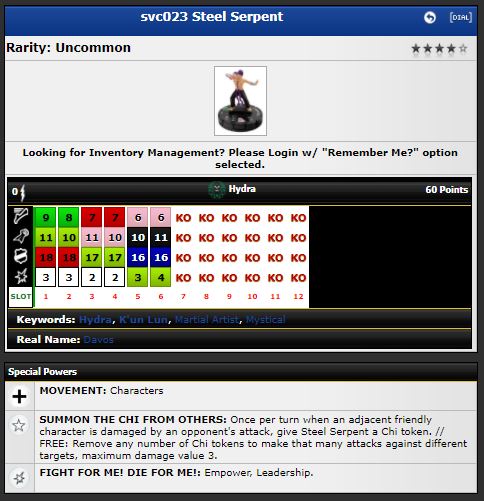 svc023 Steel Serpent
[DIAL]
Rarity: Uncommon
Looking for Inventory Management? Please Login w/ "Remember Me?" option
selected.
0 Hydra 60 Points
9 8 7 7 6 6 KO KO KO KO KO KO
11 10 11 10 10 11 KO KO KO KO KO KO
18 18 17 17 16 16 KO KO KO KO KO KO
3 3 2 2 3 4 KO KO KO KO KO KO
SLOT 1 2 3 4 5 6 7 8 9 10 11 12
Keywords: Hydra, K'un Lun, Martial Artist, Mystical
Real Name: Davos
Special Powers
MOVEMENT: Characters
SUMMON THE CHI FROM OTHERS: Once per turn when an adjacent friendly
character is damaged by an opponent's attack, give Steel Serpent a Chi token. //
FREE: Remove any number of Chi tokens to make that many attacks against different
targets, maximum damage value 3.
FIGHT FOR ME! DIE FOR ME!: Empower, Leadership.